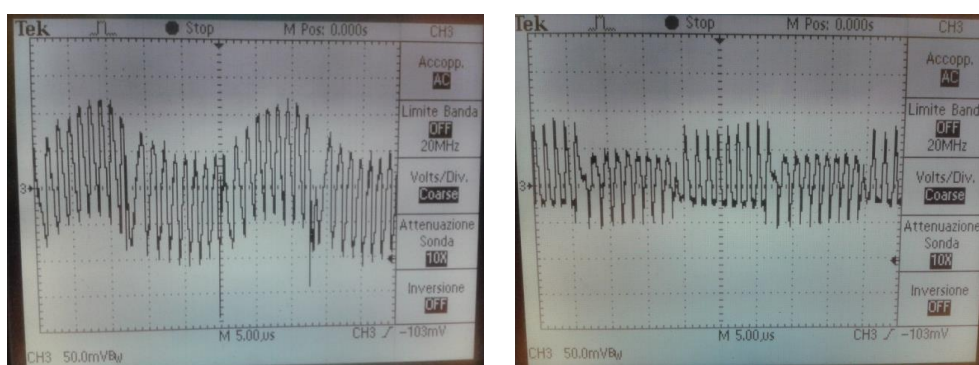 Tek Stop M Pos: 0.000s CH3
Accopp.
AC
Limite Banda
OFF
20MHz
Volts/Div.
Coarse
Attenuazione
Sonda
10X
Inversione
OFF
3
M 5.00µs CH3 -103mV
CH3 50.0mVBW
Tek Stop M Pos: 0.000s CH3
Accopp.
AC
Limite Banda
OFF
20MHz
Volts/Div.
Coarse
Attenuazione
Sonda
10X
Inversione
OFF
3
M 5.00µs CH3 -103mV
CH3 50.0mVBW